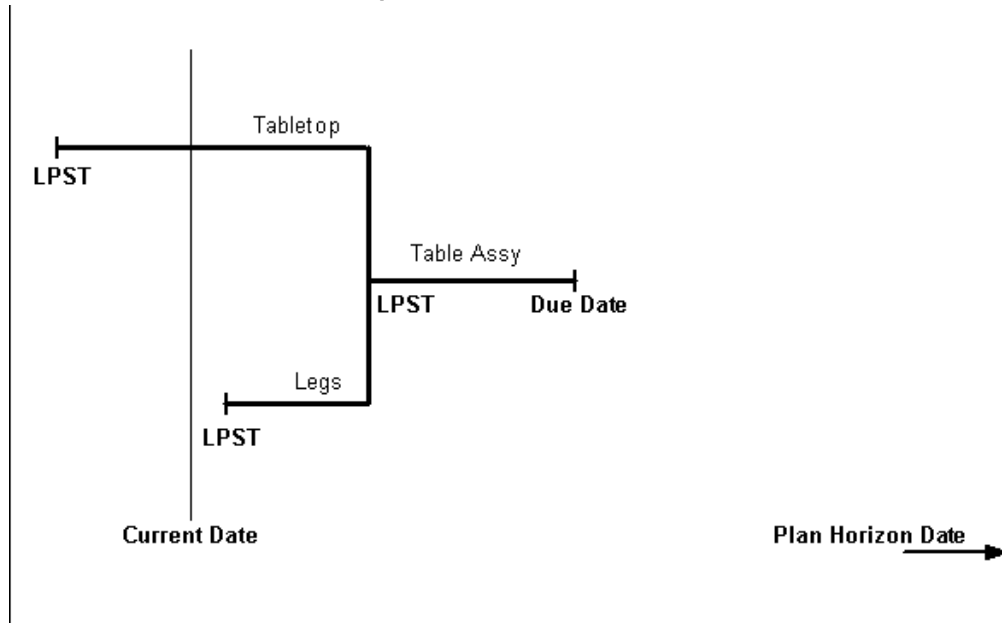 Tabletop
LPST
Table Assy
LPST
Due Date
Legs
LPST
Current Date
Plan Horizon Date